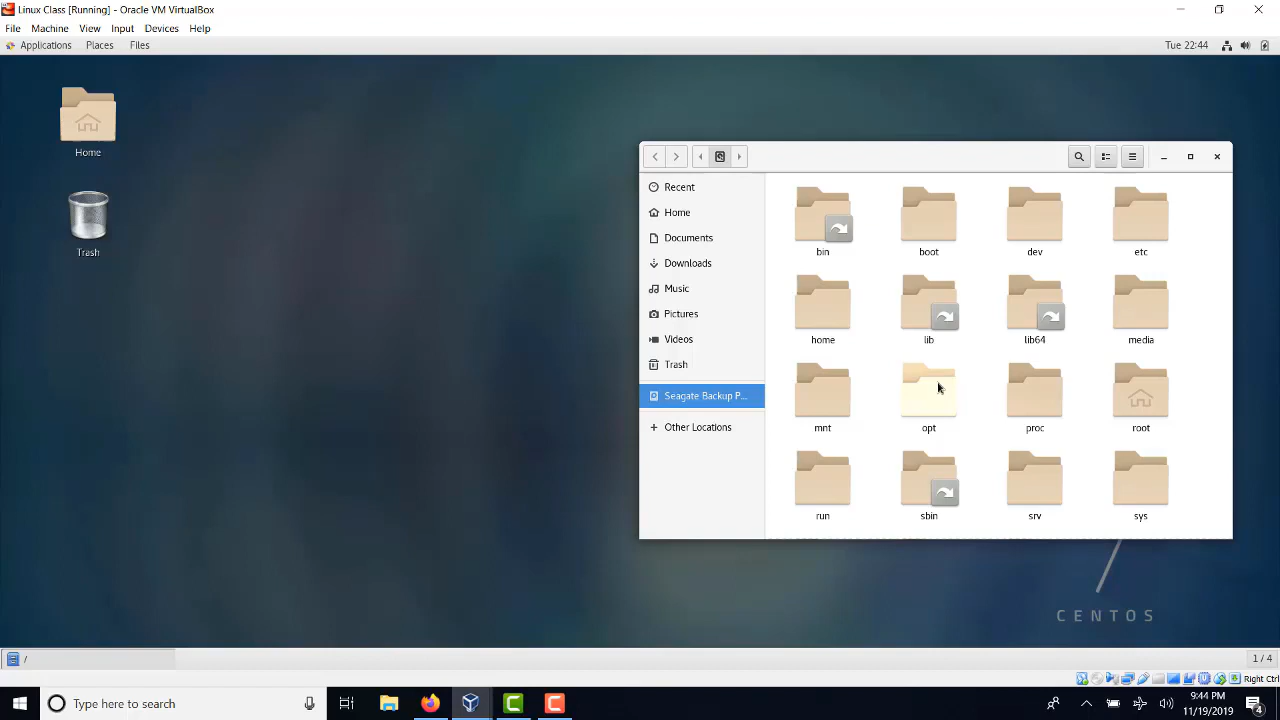 Linux Class [Running] - Oracle VM VirtualBox
File Machine View Input Devices Help
Applications Places Files Tue 22:44
Home
Trash
Recent
Home
Documents
Downloads
Music
Pictures
Videos
Trash
Seagate Backup P...
Other Locations
bin boot dev etc
home lib lib64 media
mnt opt proc root
run sbin srv sys
7
CENTOS
/ 1 / 4
Right Ctrl
Type here to search
9:44 PM
11/19/2019
4